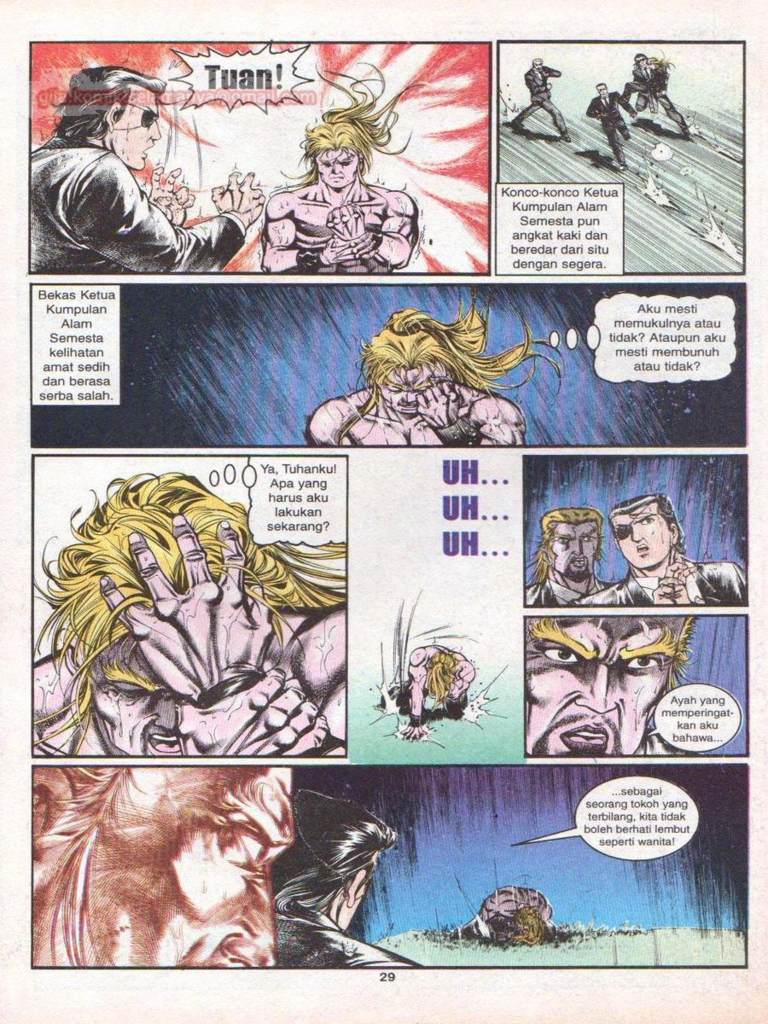 Tuan!
Konco-konco Ketua
Kumpulan Alam
Semesta pun
angkat kaki dan
beredar dari situ
dengan segera.
Bekas Ketua
Kumpulan
Alam
Semesta
kelihatan
amat sedih
dan berasa
serba salah.
Aku mesti
memukulnya atau
tidak? Ataupun aku
mesti membunuh
atau tidak?
Ya, Tuhanku!
Apa yang
harus aku
lakukan
sekarang?
UH...
UH...
UH...
Ayah yang
memperingat-
kan aku
bahawa...
...sebagai
seorang tokoh yang
terbilang, kita tidak
boleh berhati lembut
seperti wanita!
29